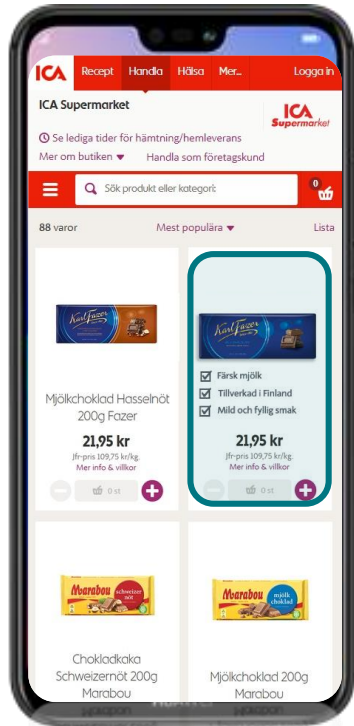 ICA Recept Handla Hälsa Mer... Logga in
ICA Supermarket
ICA
Supermarket
Se lediga tider för hämtning/hemleverans
Mer om butiken Handla som företagskund
Sök produkt eller kategori:
0
88 varor Mest populära Lista
Karl Fazer
Mjölkchoklad Hasselnöt
200g Fazer
21,95 kr
Jfr-pris 109,75 kr/kg
Mer info & villkor
0 st
Karl Fazer
Färsk mjölk
Tillverkad i Finland
Mild och fyllig smak
21,95 kr
Jfr-pris 109,75 kr/kg
Mer info & villkor
0 st
Marabou schweizer
nöt
Chokladkaka
Schweizernöt 200g
Marabou
Marabou mjölk
choklad
Mjölkchoklad 200g
Marabou